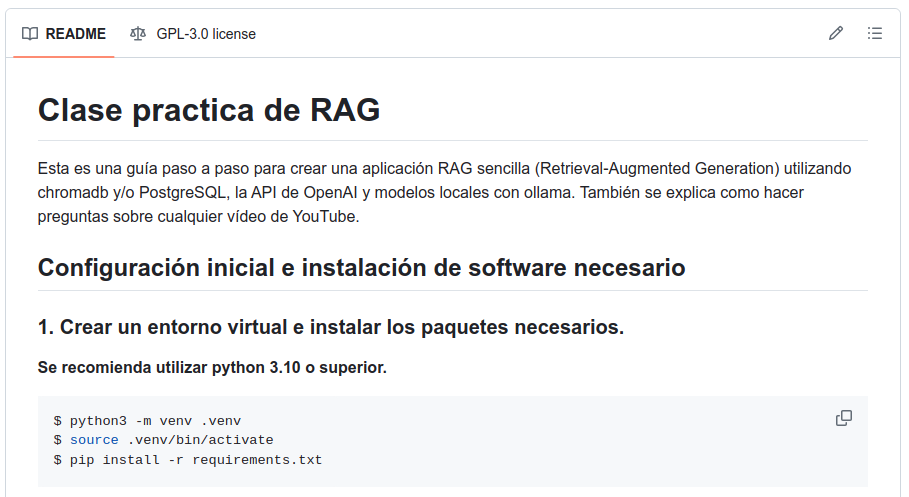 README GPL-3.0 license
Clase practica de RAG
Esta es una guía paso a paso para crear una aplicación RAG sencilla (Retrieval-Augmented Generation) utilizando
chromadb y/o PostgreSQL, la API de OpenAI y modelos locales con ollama. También se explica como hacer
preguntas sobre cualquier vídeo de YouTube.
Configuración inicial e instalación de software necesario
1. Crear un entorno virtual e instalar los paquetes necesarios.
Se recomienda utilizar python 3.10 o superior.
$ python3 -m venv .venv
$ source .venv/bin/activate
$ pip install -r requirements.txt